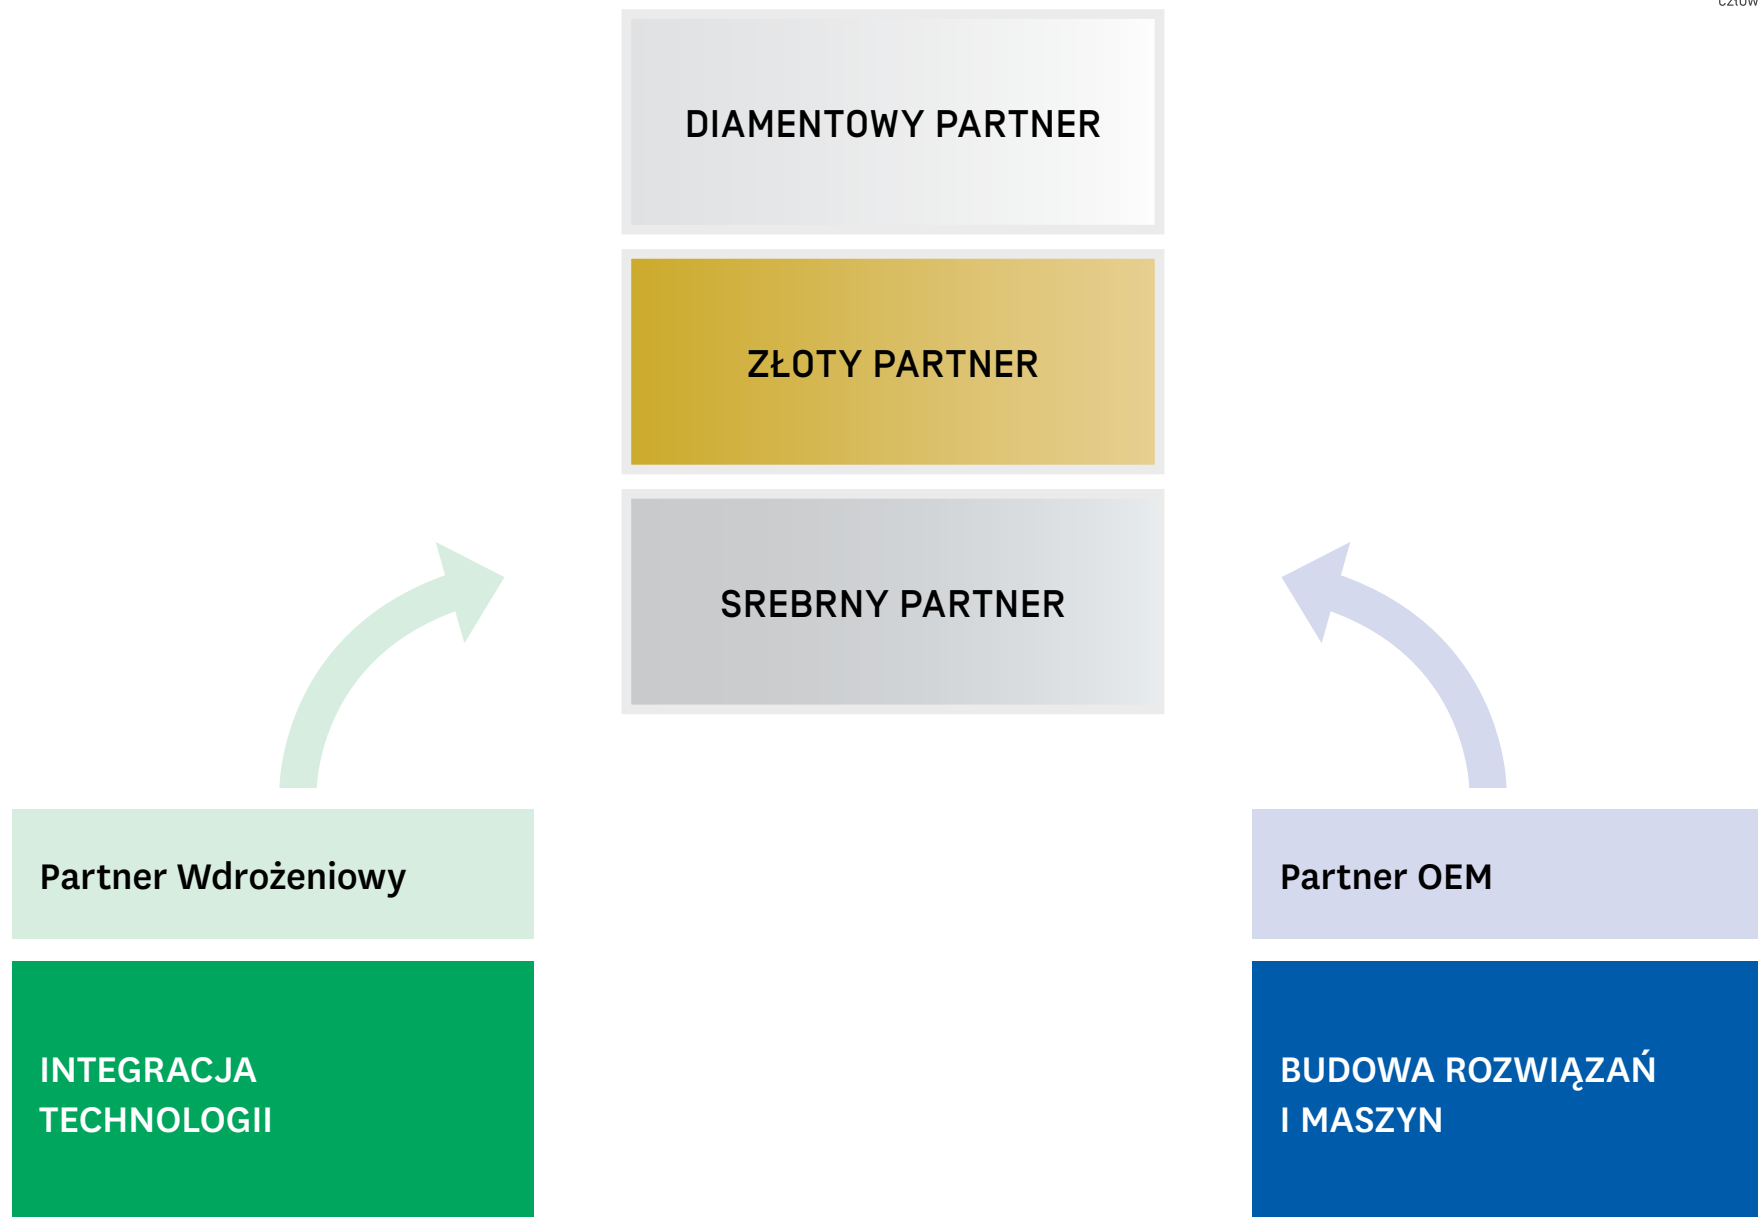 DIAMENTOWY PARTNER
ZŁOTY PARTNER
SREBRNY PARTNER
Partner Wdrożeniowy
Partner OEM
INTEGRACJA
TECHNOLOGII
BUDOWA ROZWIĄZAŃ
I MASZYN